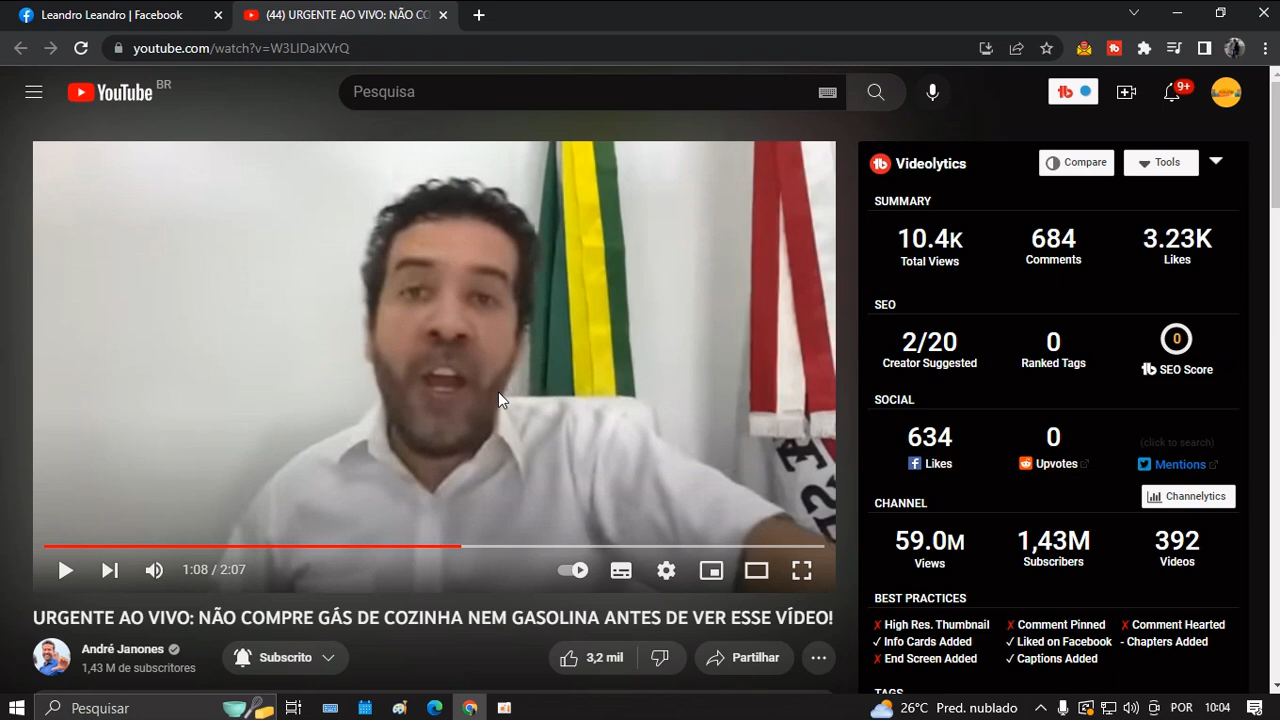 Leandro Leandro | Facebook
(44) URGENTE AO VIVO: NÃO CO
youtube.com/watch?v=W3LIDaIXVrQ
YouTube BR
Pesquisa
9+
Videolytics
Compare
Tools
SUMMARY
10.4K 684 3.23K
Total Views Comments Likes
SEO
2/20 0 0
Creator Suggested Ranked Tags SEO Score
SOCIAL
634 0 (click to search)
Likes Upvotes Mentions
CHANNEL
Channelytics
59.0M 1,43M 392
Views Subscribers Videos
BEST PRACTICES
✗ High Res. Thumbnail ✗ Comment Pinned ✗ Comment Hearted
✓ Info Cards Added ✓ Liked on Facebook - Chapters Added
✗ End Screen Added ✓ Captions Added
TAGS
1:08 / 2:07
URGENTE AO VIVO: NÃO COMPRE GÁS DE COZINHA NEM GASOLINA ANTES DE VER ESSE VÍDEO!
André Janones
1,43 M de subscritores
Subscrito
3,2 mil
Partilhar
Pesquisar
26°C Pred. nublado
POR
10:04